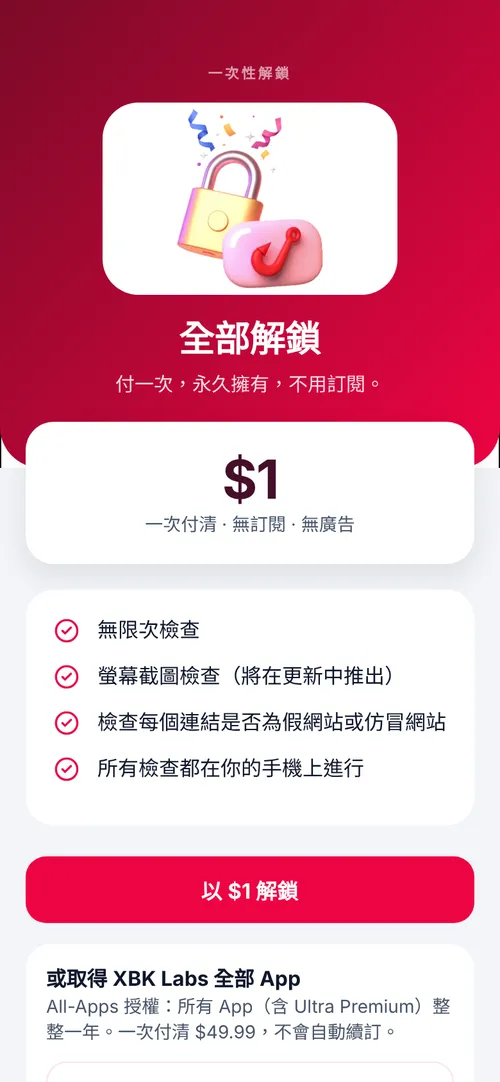 一次性解鎖
全部解鎖
付一次，永久擁有，不用訂閱。
$1
一次付清 · 無訂閱 · 無廣告
無限次檢查
螢幕截圖檢查（將在更新中推出）
檢查每個連結是否為假網站或仿冒網站
所有檢查都在你的手機上進行
以 $1 解鎖
或取得 XBK Labs 全部 App
All-Apps 授權：所有 App（含 Ultra Premium）整
整一年。一次付清 $49.99，不會自動續訂。